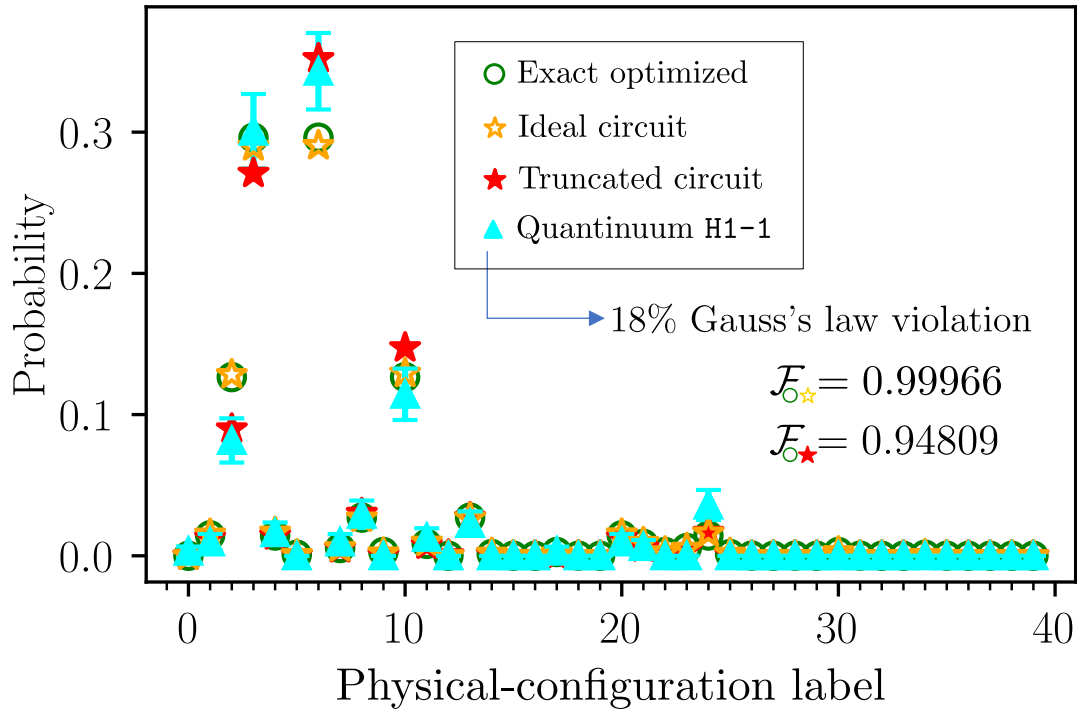 0.3
0.2
0.1
0.0
Probability
Exact optimized
Ideal circuit
Truncated circuit
Quantinuum H1-1
18% Gauss's law violation
ℱ○☆ = 0.99966
ℱ○★ = 0.94809
0 10 20 30 40
Physical-configuration label